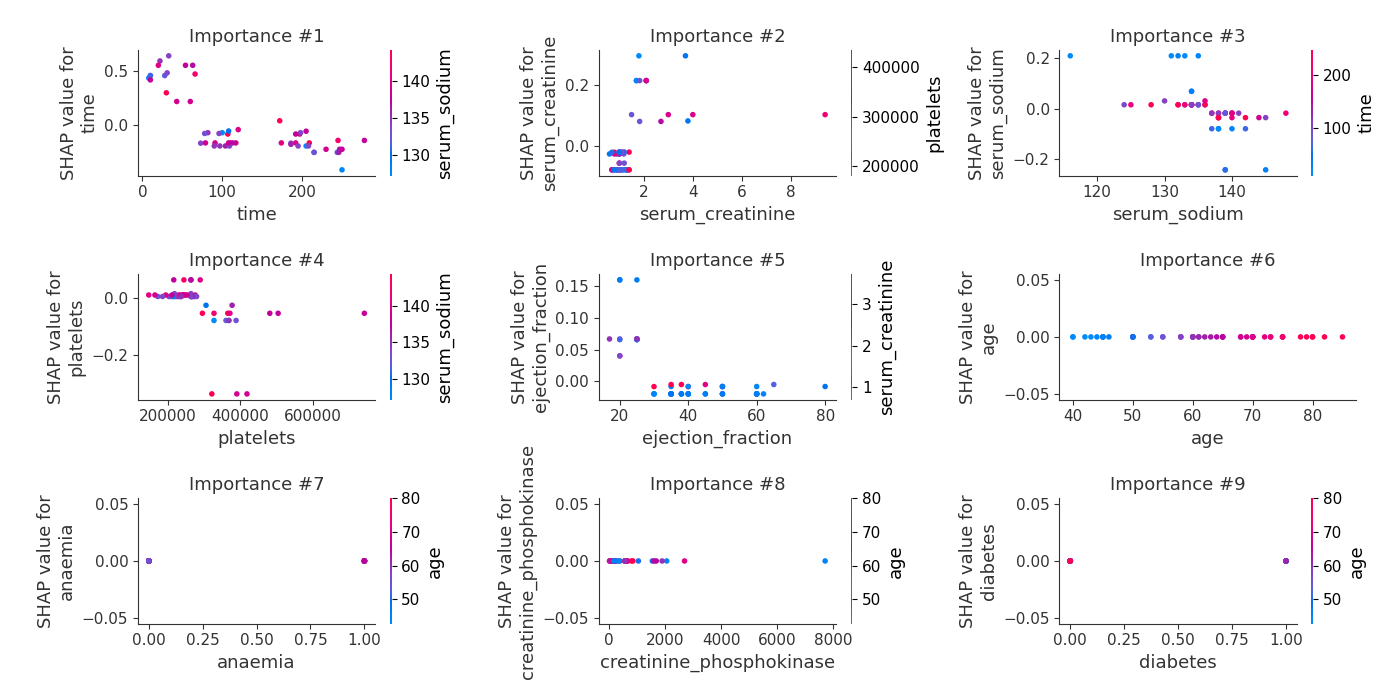 Importance #1
SHAP value for
time
0.5
0.0
0 100 200
time
140
135
130
serum_sodium
Importance #2
SHAP value for
serum_creatinine
0.2
0.0
2 4 6 8
serum_creatinine
400000
300000
200000
platelets
Importance #3
SHAP value for
serum_sodium
0.2
0.0
−0.2
120 130 140
serum_sodium
200
100
time
Importance #4
SHAP value for
platelets
0.0
−0.2
200000 400000 600000
platelets
140
135
130
serum_sodium
Importance #5
SHAP value for
ejection_fraction
0.15
0.10
0.05
0.00
20 40 60 80
ejection_fraction
3
2
1
serum_creatinine
Importance #6
SHAP value for
age
0.05
0.00
−0.05
40 50 60 70 80
age
Importance #7
SHAP value for
anaemia
0.05
0.00
−0.05
0.00 0.25 0.50 0.75 1.00
anaemia
80
70
60
50
age
Importance #8
SHAP value for
creatinine_phosphokinase
0.05
0.00
−0.05
0 2000 4000 6000 8000
creatinine_phosphokinase
80
70
60
50
age
Importance #9
SHAP value for
diabetes
0.05
0.00
−0.05
0.00 0.25 0.50 0.75 1.00
diabetes
80
70
60
50
age